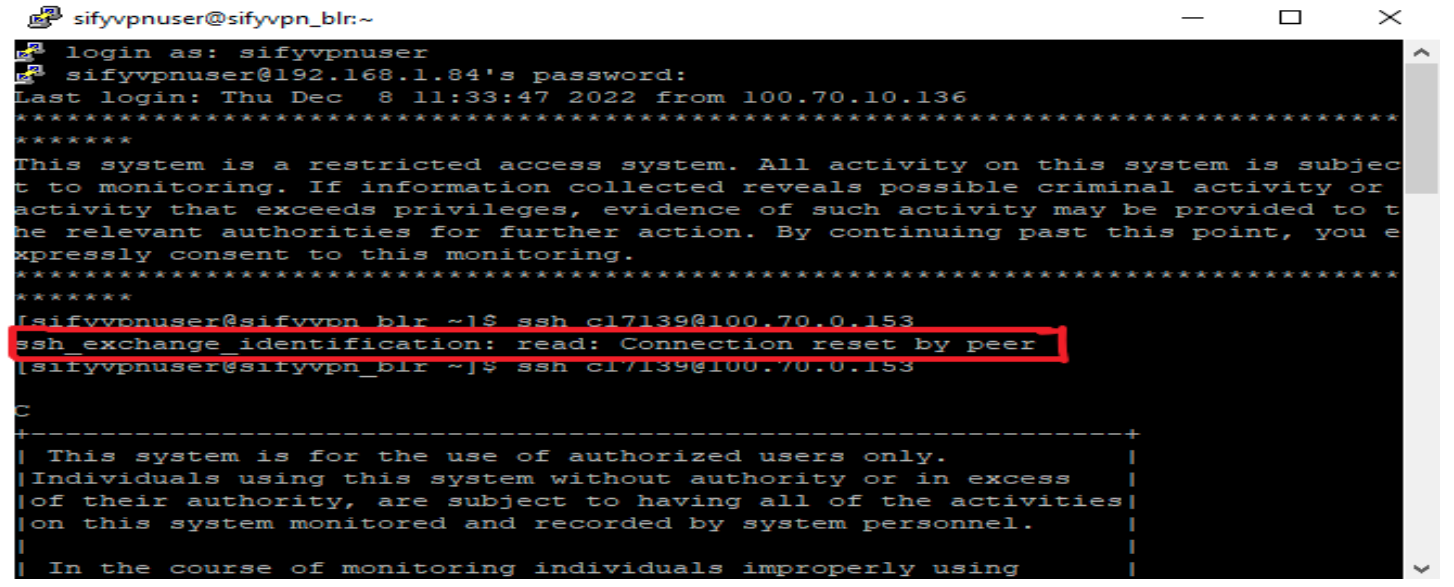 sifyvpnuser@sifyvpn_blr:~
login as: sifyvpnuser
sifyvpnuser@192.168.1.84's password:
Last login: Thu Dec  8 11:33:47 2022 from 100.70.10.136
*******************************************************************************
*******
This system is a restricted access system. All activity on this system is subjec
t to monitoring. If information collected reveals possible criminal activity or
activity that exceeds privileges, evidence of such activity may be provided to t
he relevant authorities for further action. By continuing past this point, you e
xpressly consent to this monitoring.
*******************************************************************************
*******
[sifyvpnuser@sifyvpn_blr ~]$ ssh c17139@100.70.0.153
ssh_exchange_identification: read: Connection reset by peer
[sifyvpnuser@sifyvpn_blr ~]$ ssh c17139@100.70.0.153
C
+---------------------------------------------------------------+
| This system is for the use of authorized users only.          |
|Individuals using this system without authority or in excess   |
|of their authority, are subject to having all of the activities|
|on this system monitored and recorded by system personnel.     |
|                                                               |
| In the course of monitoring individuals improperly using      |